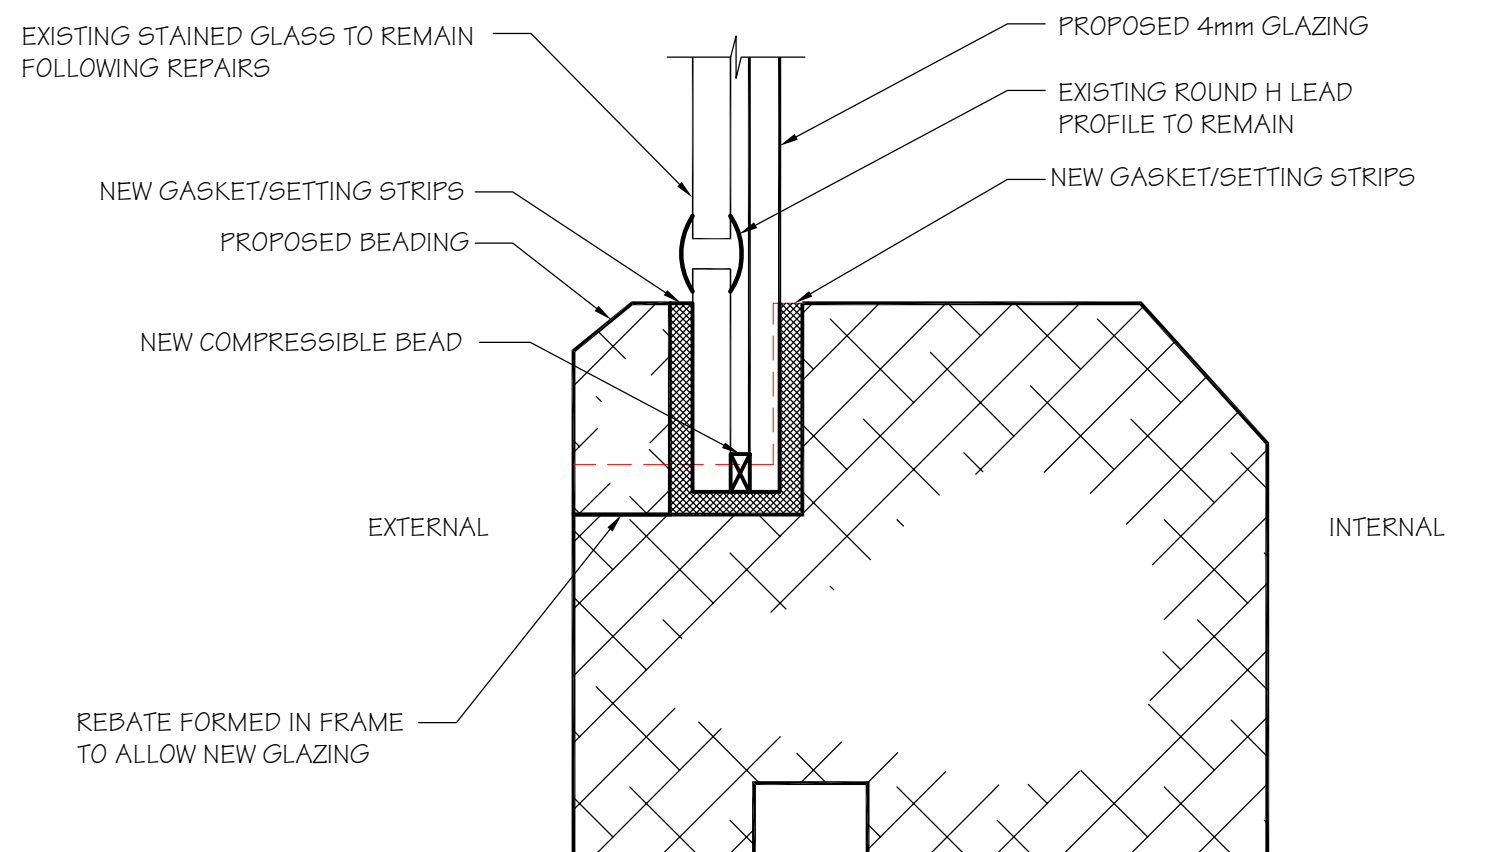 EXISTING STAINED GLASS TO REMAIN
FOLLOWING REPAIRS
PROPOSED 4mm GLAZING
EXISTING ROUND H LEAD
PROFILE TO REMAIN
NEW GASKET/SETTING STRIPS
NEW GASKET/SETTING STRIPS
PROPOSED BEADING
NEW COMPRESSIBLE BEAD
EXTERNAL
INTERNAL
REBATE FORMED IN FRAME
TO ALLOW NEW GLAZING